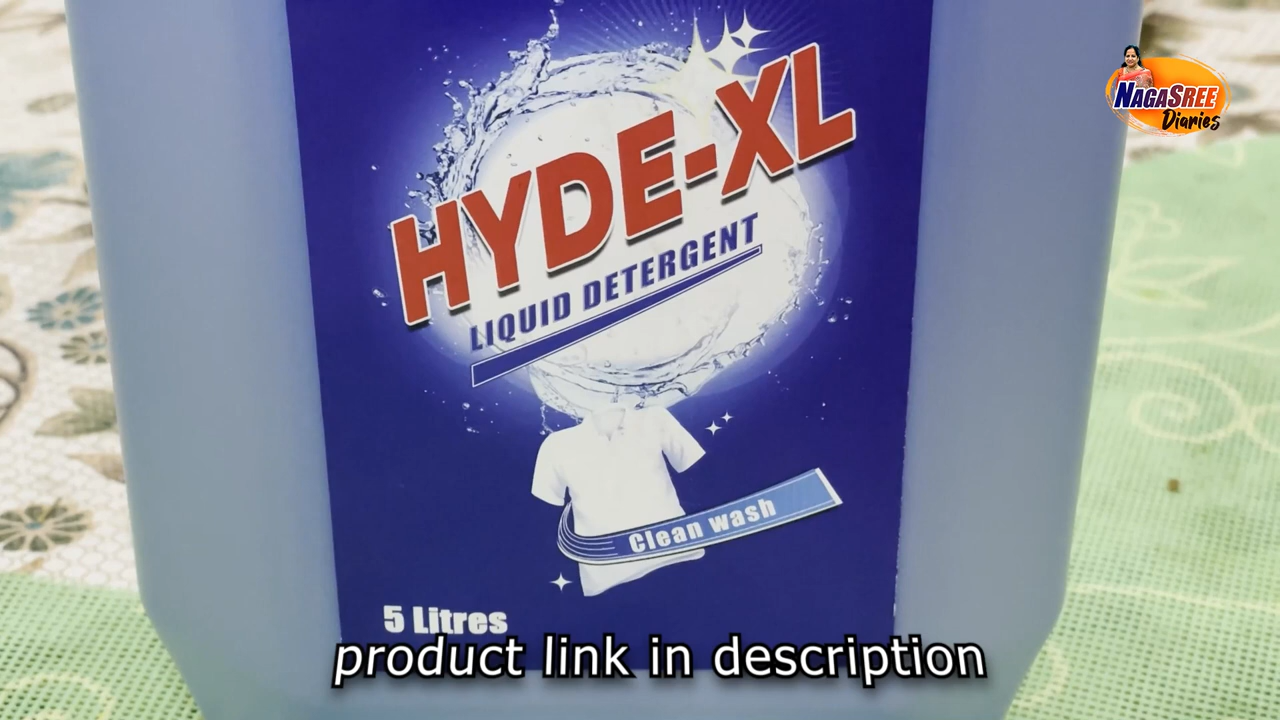 NAGASREE
Diaries
HYDE-XL
LIQUID DETERGENT
Clean wash
5 Litres
product link in description